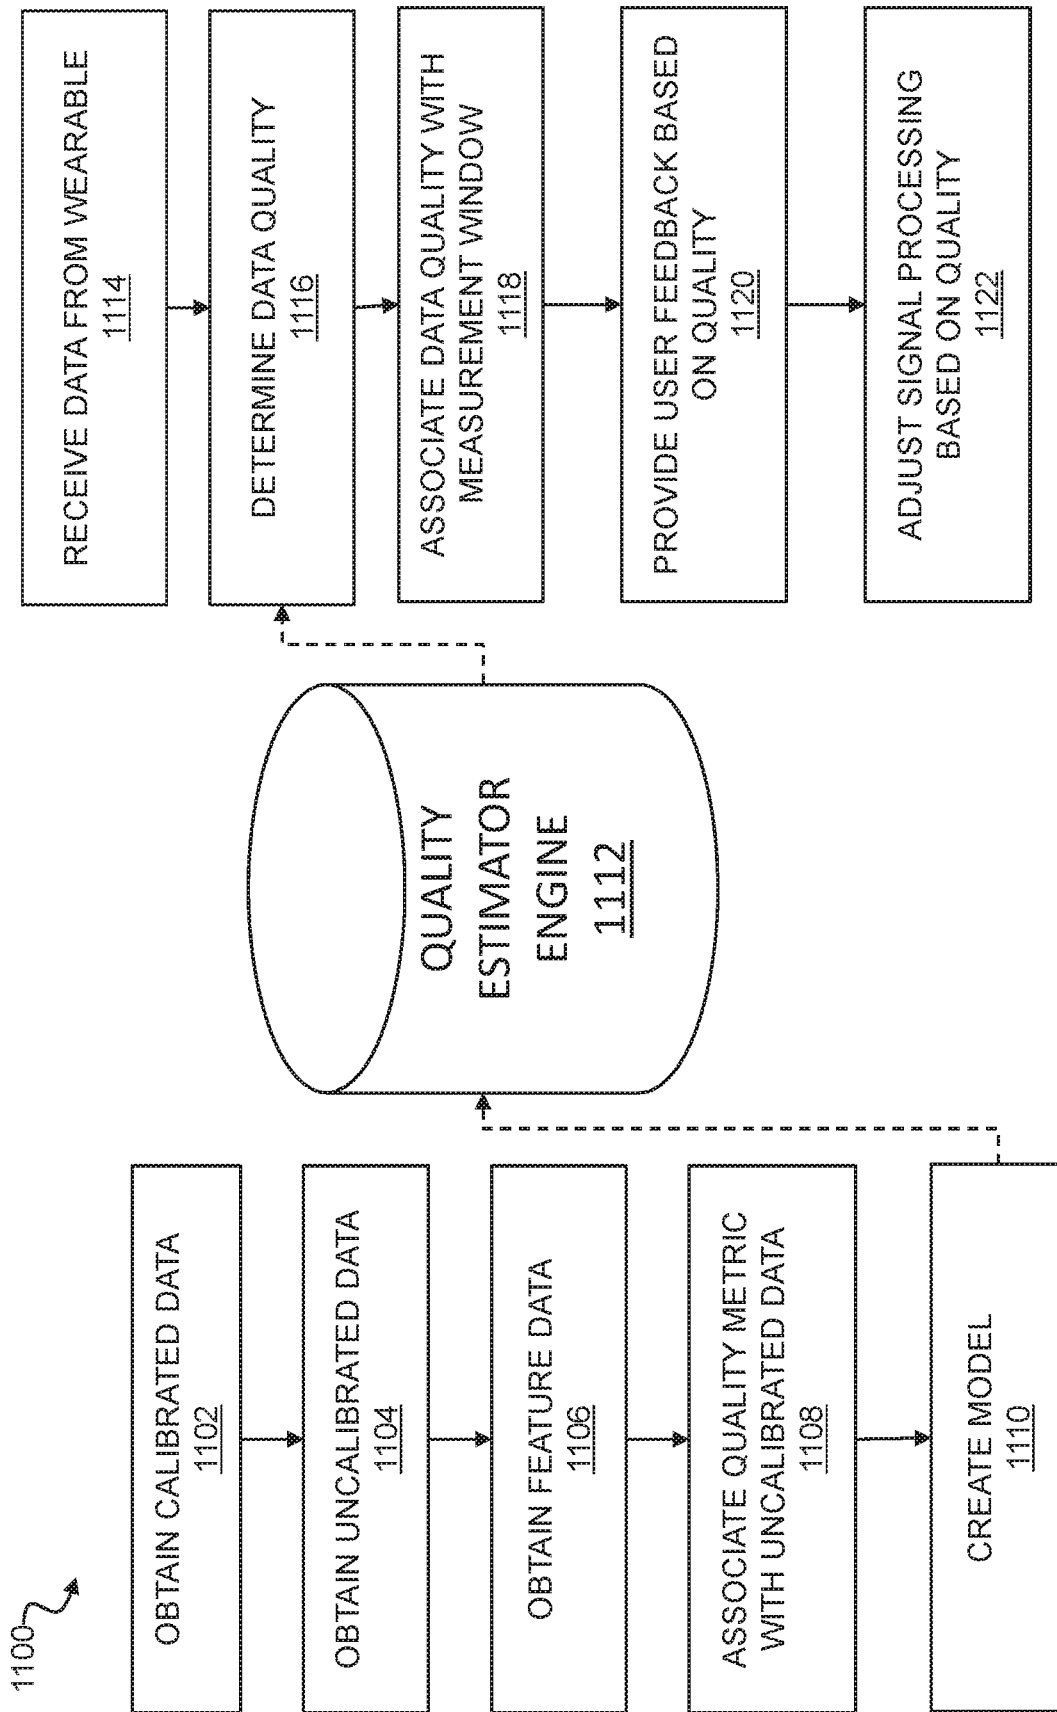 1100
OBTAIN CALIBRATED DATA
1102
OBTAIN UNCALIBRATED DATA
1104
OBTAIN FEATURE DATA
1106
ASSOCIATE QUALITY METRIC
WITH UNCALIBRATED DATA
1108
CREATE MODEL
1110
QUALITY
ESTIMATOR
ENGINE
1112
RECEIVE DATA FROM WEARABLE
1114
DETERMINE DATA QUALITY
1116
ASSOCIATE DATA QUALITY WITH
MEASUREMENT WINDOW
1118
PROVIDE USER FEEDBACK BASED
ON QUALITY
1120
ADJUST SIGNAL PROCESSING
BASED ON QUALITY
1122